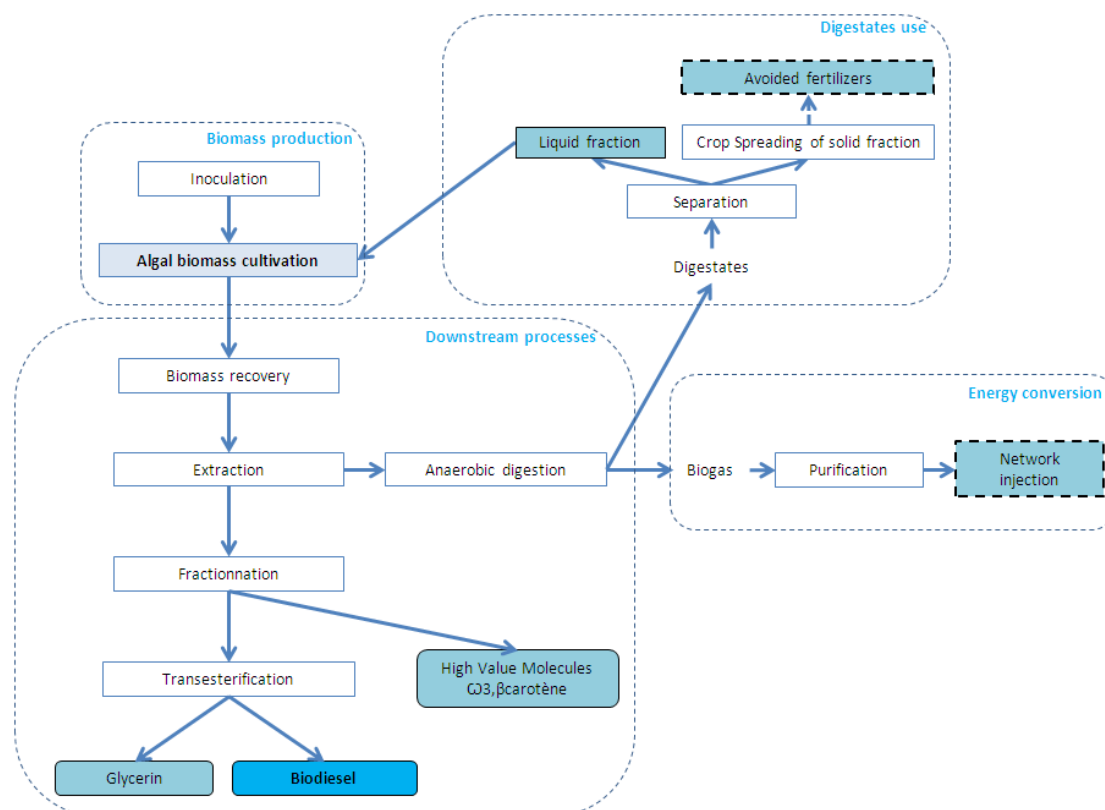 Digestates use
Avoided fertilizers
Biomass production
Liquid fraction
Crop Spreading of solid fraction
Inoculation
Separation
Algal biomass cultivation
Digestates
Downstream processes
Biomass recovery
Energy conversion
Extraction
Anaerobic digestion
Biogas
Purification
Network
injection
Fractionnation
High Value Molecules
Ꞷ3,βcarotène
Transesterification
Glycerin
Biodiesel